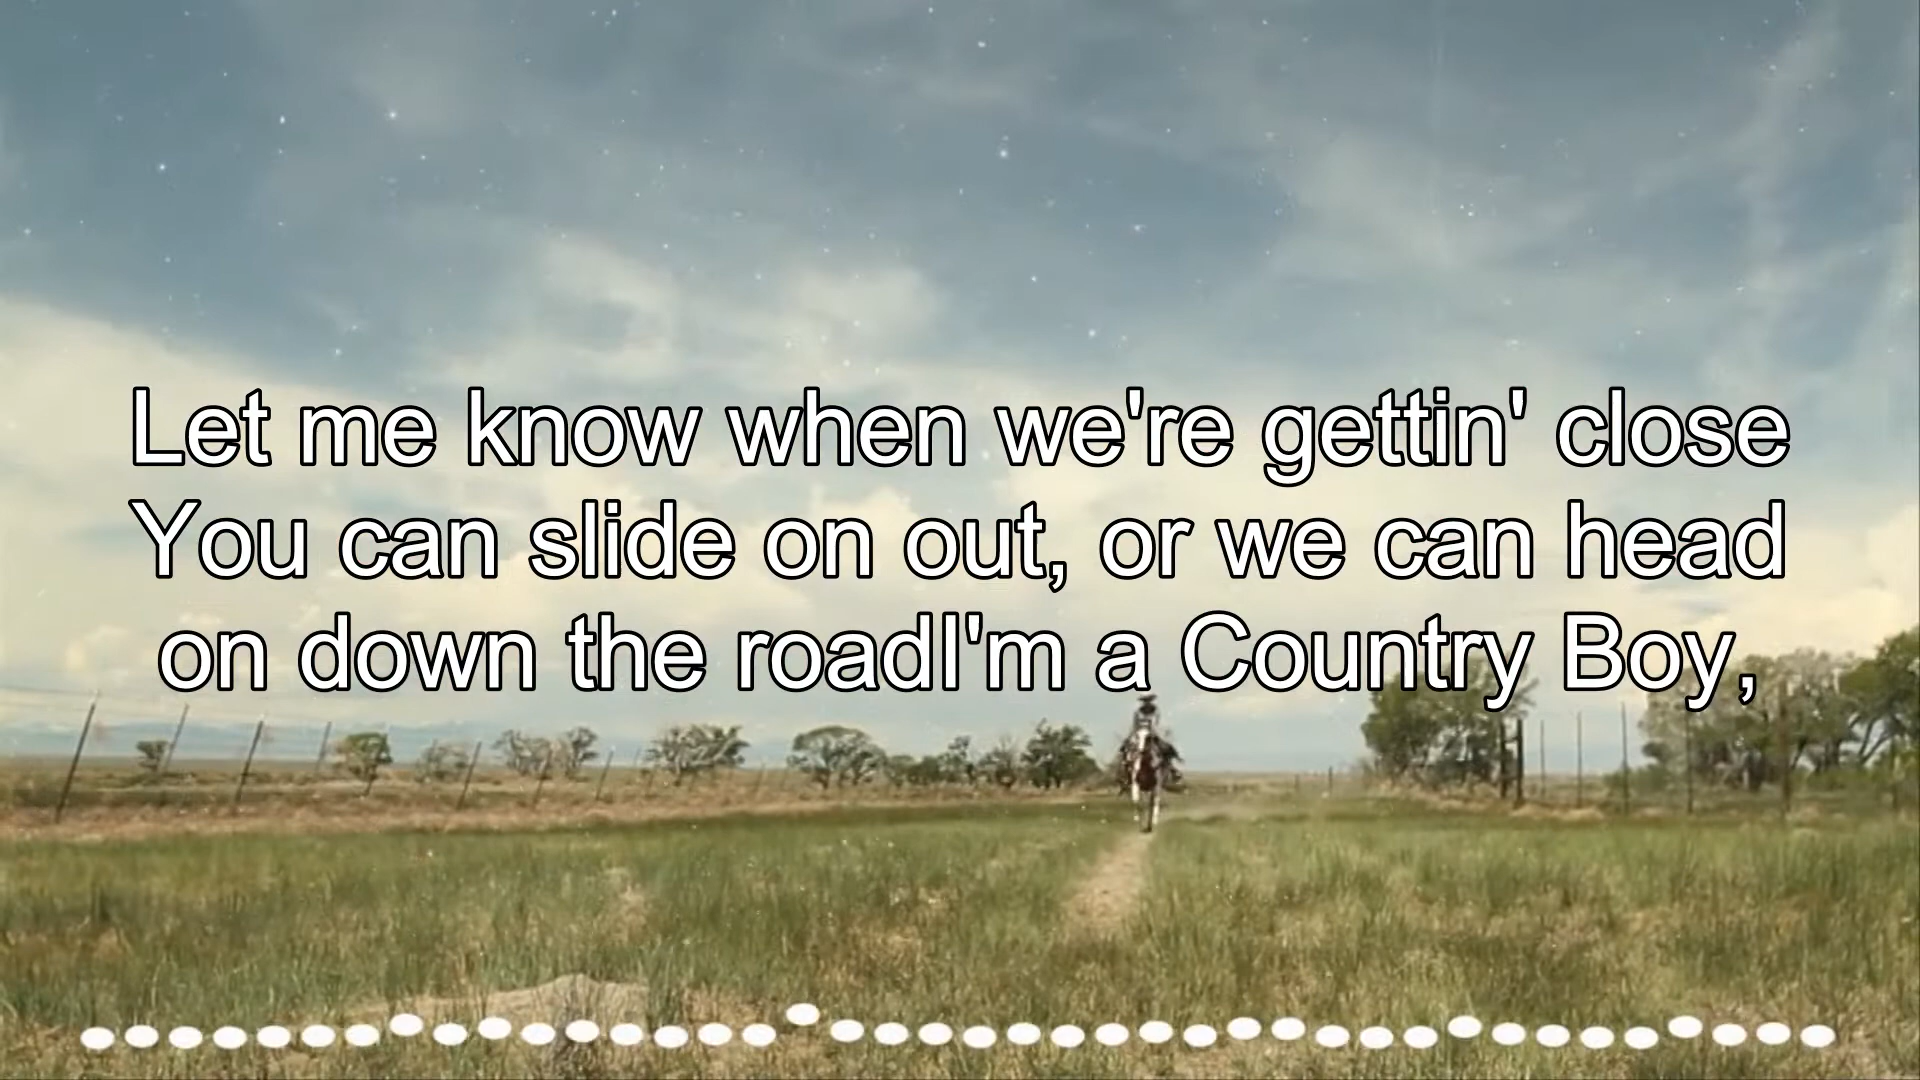 Let me know when we're gettin' close
You can slide on out, or we can head
on down the roadI'm a Country Boy,